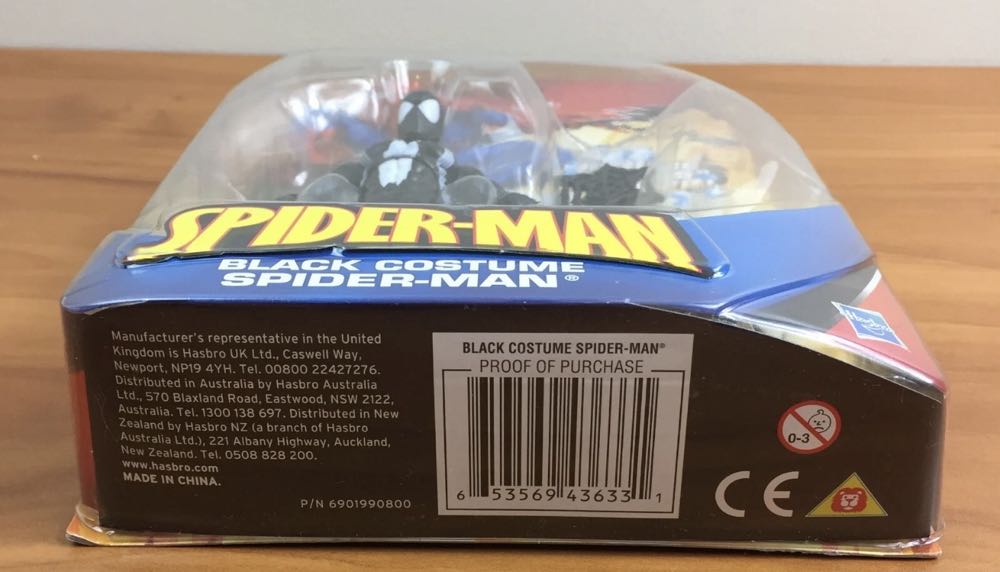 SPIDER-MAN
BLACK COSTUME
SPIDER-MAN®
Hasbro
Manufacturer's representative in the United
Kingdom is Hasbro UK Ltd., Caswell Way,
Newport, NP19 4YH. Tel. 00800 22427276.
Distributed in Australia by Hasbro Australia
Ltd., 570 Blaxland Road, Eastwood, NSW 2122,
Australia. Tel. 1300 138 697. Distributed in New
Zealand by Hasbro NZ (a branch of Hasbro
Australia Ltd.), 221 Albany Highway, Auckland,
New Zealand. Tel. 0508 828 200.
www.hasbro.com
MADE IN CHINA.
P/N 6901990800
BLACK COSTUME SPIDER-MAN®
PROOF OF PURCHASE
6 53569 43633 1
0-3
CE